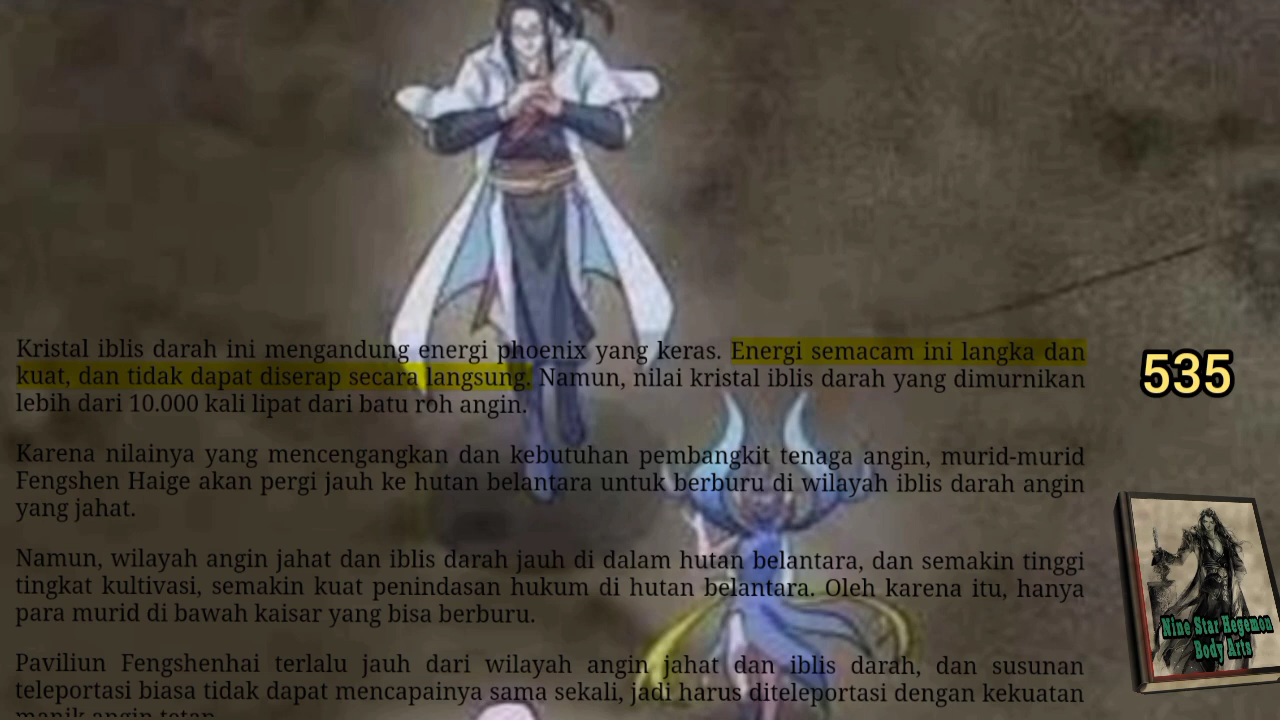 Kristal iblis darah ini mengandung energi phoenix yang keras. Energi semacam ini langka dan
kuat, dan tidak dapat diserap secara langsung. Namun, nilai kristal iblis darah yang dimurnikan
lebih dari 10.000 kali lipat dari batu roh angin.
Karena nilainya yang mencengangkan dan kebutuhan pembangkit tenaga angin, murid-murid
Fengshen Haige akan pergi jauh ke hutan belantara untuk berburu di wilayah iblis darah angin
yang jahat.
Namun, wilayah angin jahat dan iblis darah jauh di dalam hutan belantara, dan semakin tinggi
tingkat kultivasi, semakin kuat penindasan hukum di hutan belantara. Oleh karena itu, hanya
para murid di bawah kaisar yang bisa berburu.
Paviliun Fengshenhai terlalu jauh dari wilayah angin jahat dan iblis darah, dan susunan
teleportasi biasa tidak dapat mencapainya sama sekali, jadi harus diteleportasi dengan kekuatan
manik angin tetap.
535
Nine Star Hegemon
Body Arts